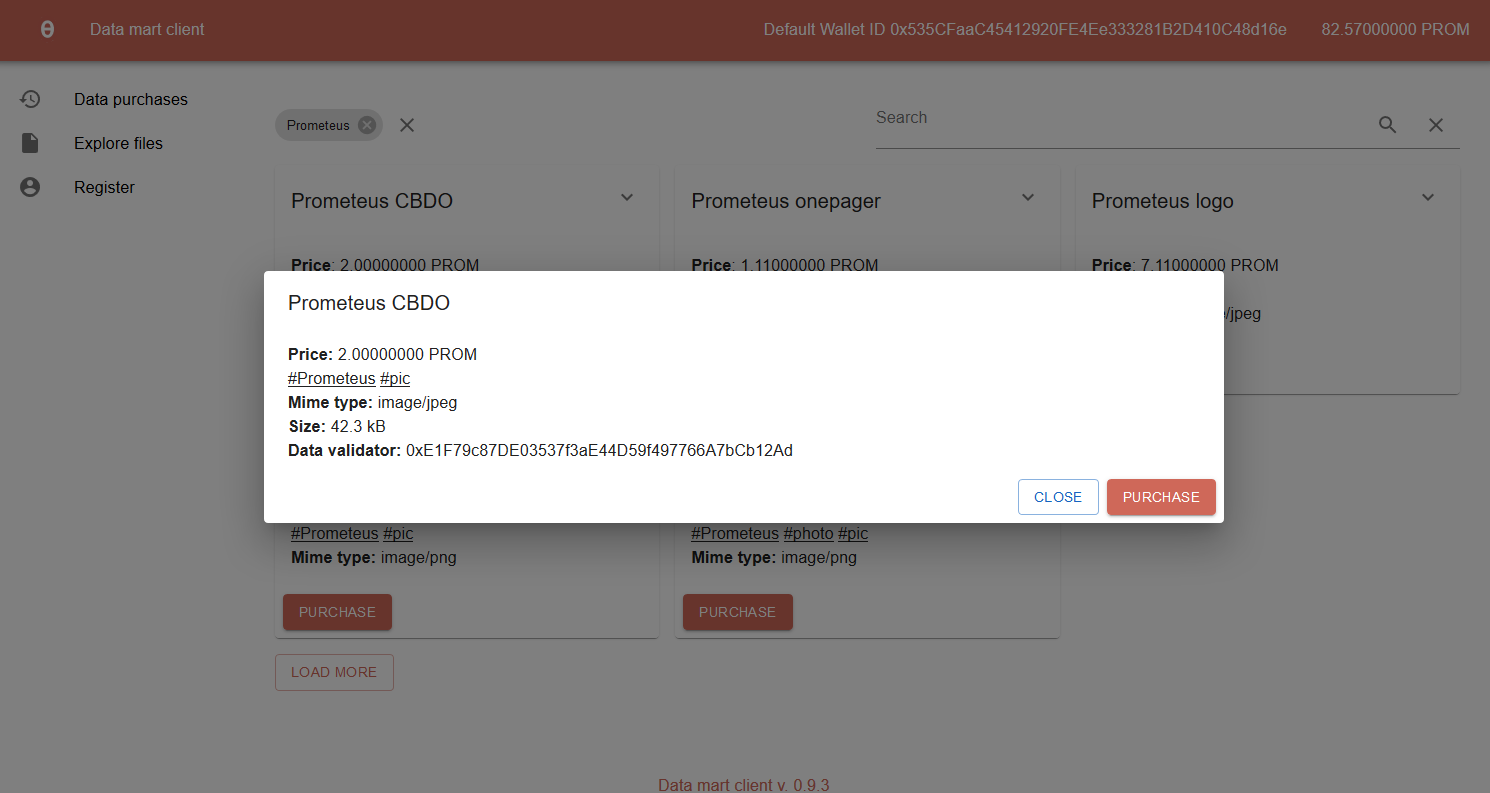 Data mart client
Default Wallet ID 0x535CFaaC45412920FE4Ee333281B2D410C48d16e
82.57000000 PROM
Data purchases
Explore files
Register
Prometeus
Search
Prometeus CBDO
Price: 2.00000000 PROM
Prometeus onepager
Price: 1.11000000 PROM
Prometeus logo
Price: 7.11000000 PROM
/jpeg
Prometeus CBDO
Price: 2.00000000 PROM
#Prometeus #pic
Mime type: image/jpeg
Size: 42.3 kB
Data validator: 0xE1F79c87DE03537f3aE44D59f497766A7bCb12Ad
CLOSE
PURCHASE
#Prometeus #pic
Mime type: image/png
PURCHASE
#Prometeus #photo #pic
Mime type: image/png
PURCHASE
LOAD MORE
Data mart client v. 0.9.3